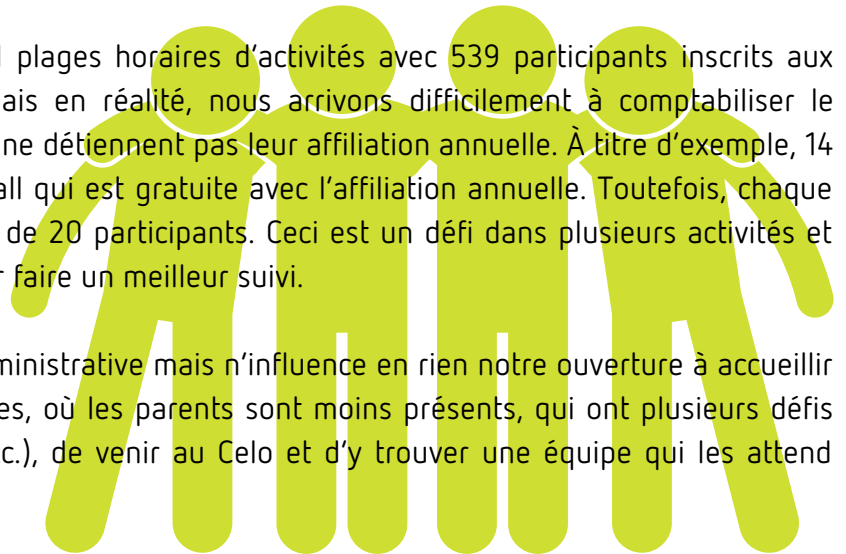 plages horaires d'activités avec 539 participants inscrits aux
ais en réalité, nous arrivons difficilement à comptabiliser le
ne détiennent pas leur affiliation annuelle. À titre d'exemple, 14
all qui est gratuite avec l'affiliation annuelle. Toutefois, chaque
de 20 participants. Ceci est un défi dans plusieurs activités et
r faire un meilleur suivi.
ministrative mais n'influence en rien notre ouverture à accueillir
es, où les parents sont moins présents, qui ont plusieurs défis
c.), de venir au Celo et d'y trouver une équipe qui les attend